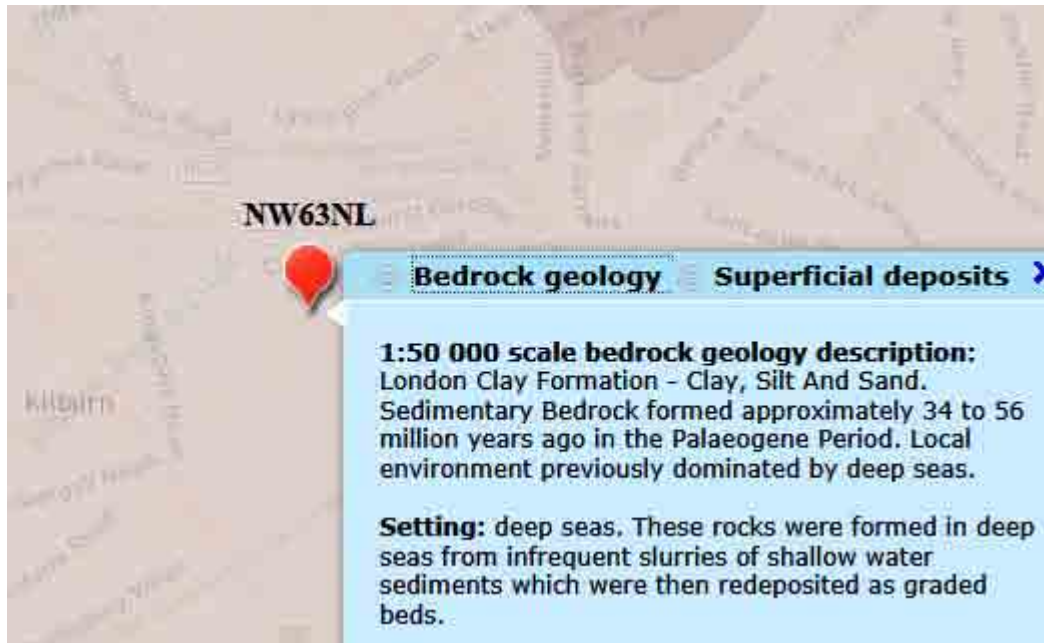 NW63NL
Bedrock geology Superficial deposits
1:50 000 scale bedrock geology description:
London Clay Formation - Clay, Silt And Sand.
Sedimentary Bedrock formed approximately 34 to 56
million years ago in the Palaeogene Period. Local
environment previously dominated by deep seas.
Setting: deep seas. These rocks were formed in deep
seas from infrequent slurries of shallow water
sediments which were then redeposited as graded
beds.
Kilburn